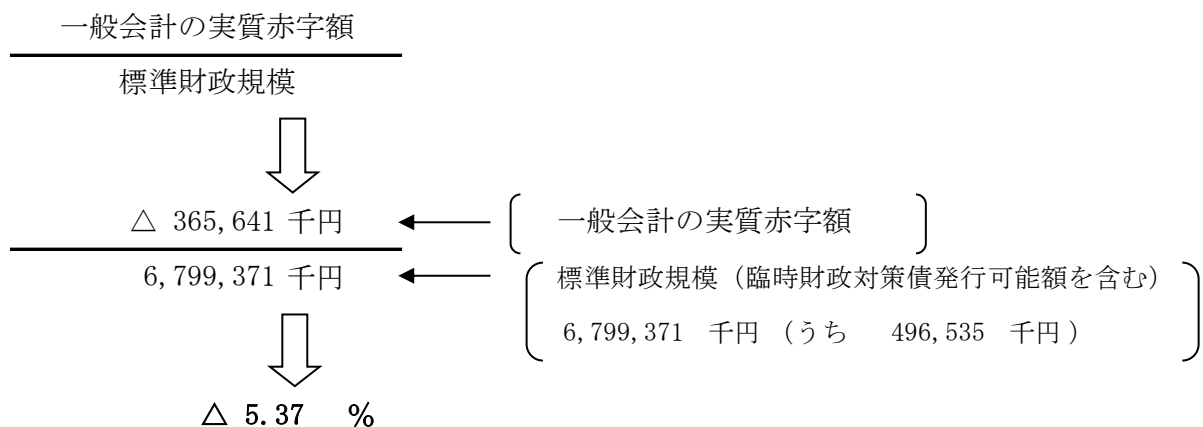 一般会計の実質赤字額
標準財政規模
△ 365,641 千円
一般会計の実質赤字額
6,799,371 千円
標準財政規模（臨時財政対策債発行可能額を含む）
6,799,371 千円 （うち 496,535 千円 ）
△ 5.37 %